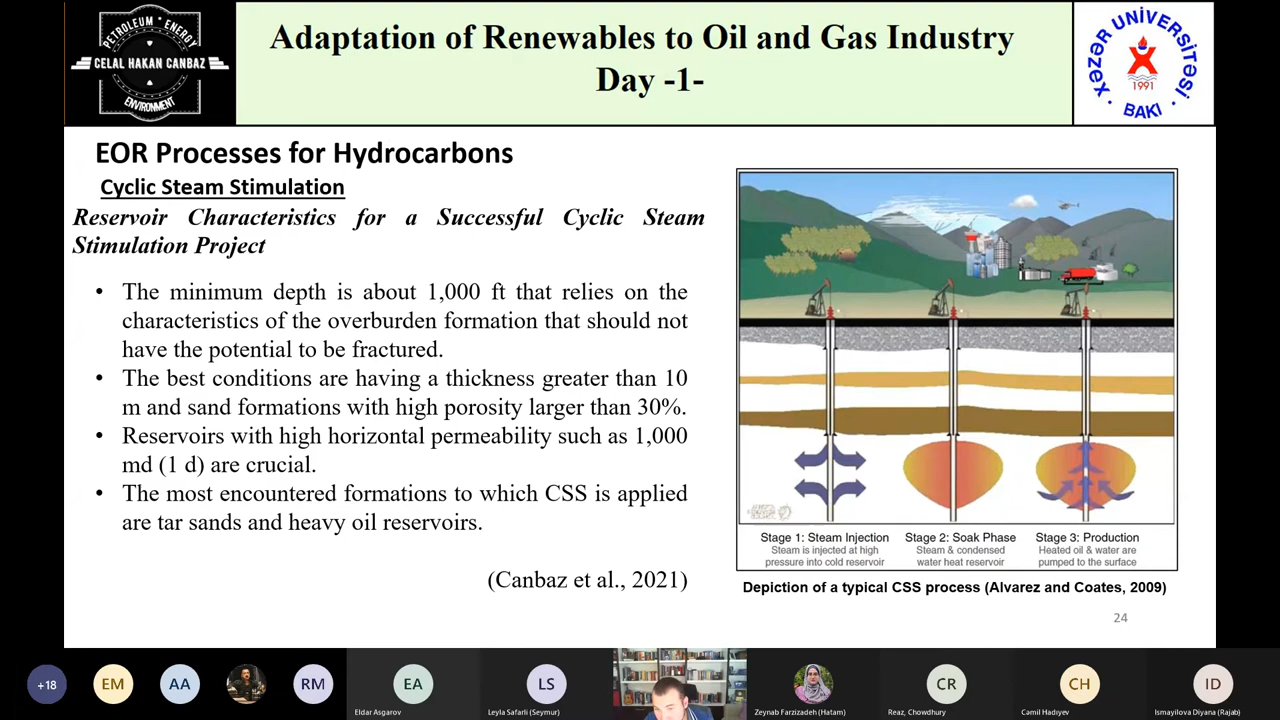 PETROLEUM * ENERGY
CELAL HAKAN CANBAZ
ENVIRONMENT
Adaptation of Renewables to Oil and Gas Industry
Day -1-
XƏZƏR UNİVERSİTƏSİ
1991
BAKI
EOR Processes for Hydrocarbons
Cyclic Steam Stimulation
Reservoir Characteristics for a Successful Cyclic Steam
Stimulation Project
• The minimum depth is about 1,000 ft that relies on the
characteristics of the overburden formation that should not
have the potential to be fractured.
• The best conditions are having a thickness greater than 10
m and sand formations with high porosity larger than 30%.
• Reservoirs with high horizontal permeability such as 1,000
md (1 d) are crucial.
• The most encountered formations to which CSS is applied
are tar sands and heavy oil reservoirs.
(Canbaz et al., 2021)
Stage 1: Steam Injection
Steam is injected at high
pressure into cold reservoir
Stage 2: Soak Phase
Steam & condensed
water heat reservoir
Stage 3: Production
Heated oil & water are
pumped to the surface
Depiction of a typical CSS process (Alvarez and Coates, 2009)
24
+18
EM
AA
RM
EA
Eldar Asgarov
LS
Leyla Safarli (Seymur)
Zeynab Farzizadeh (Hatam)
CR
Reaz, Chowdhury
CH
Cəmil Hadıyev
ID
Ismayilova Diyana (Rajab)